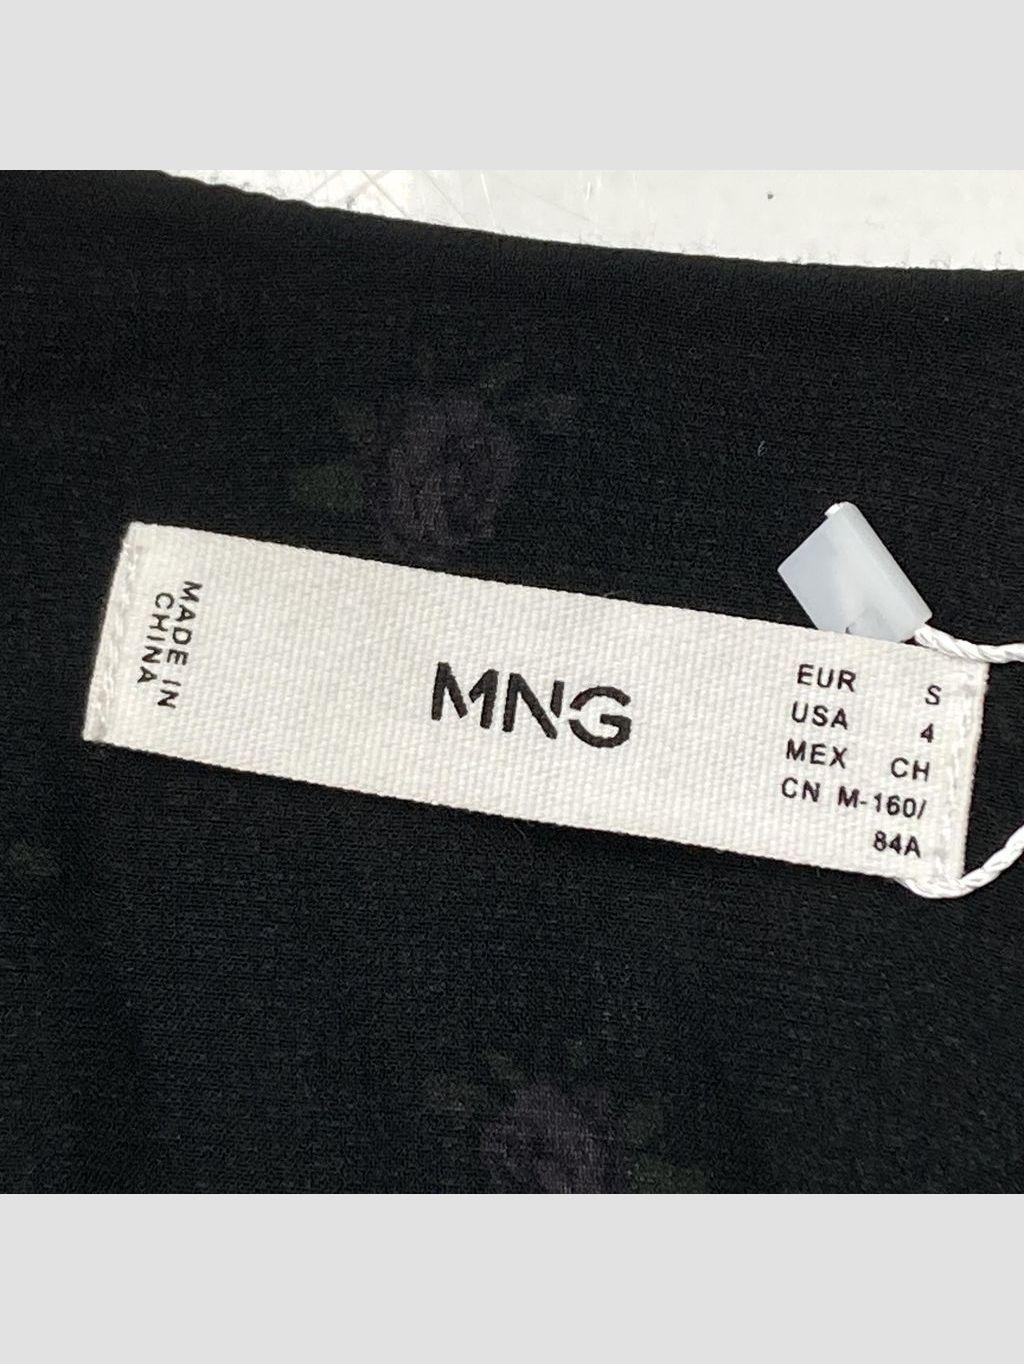 MADE IN
CHINA
MNG
EUR S
USA 4
MEX CH
CN M-160/
84A